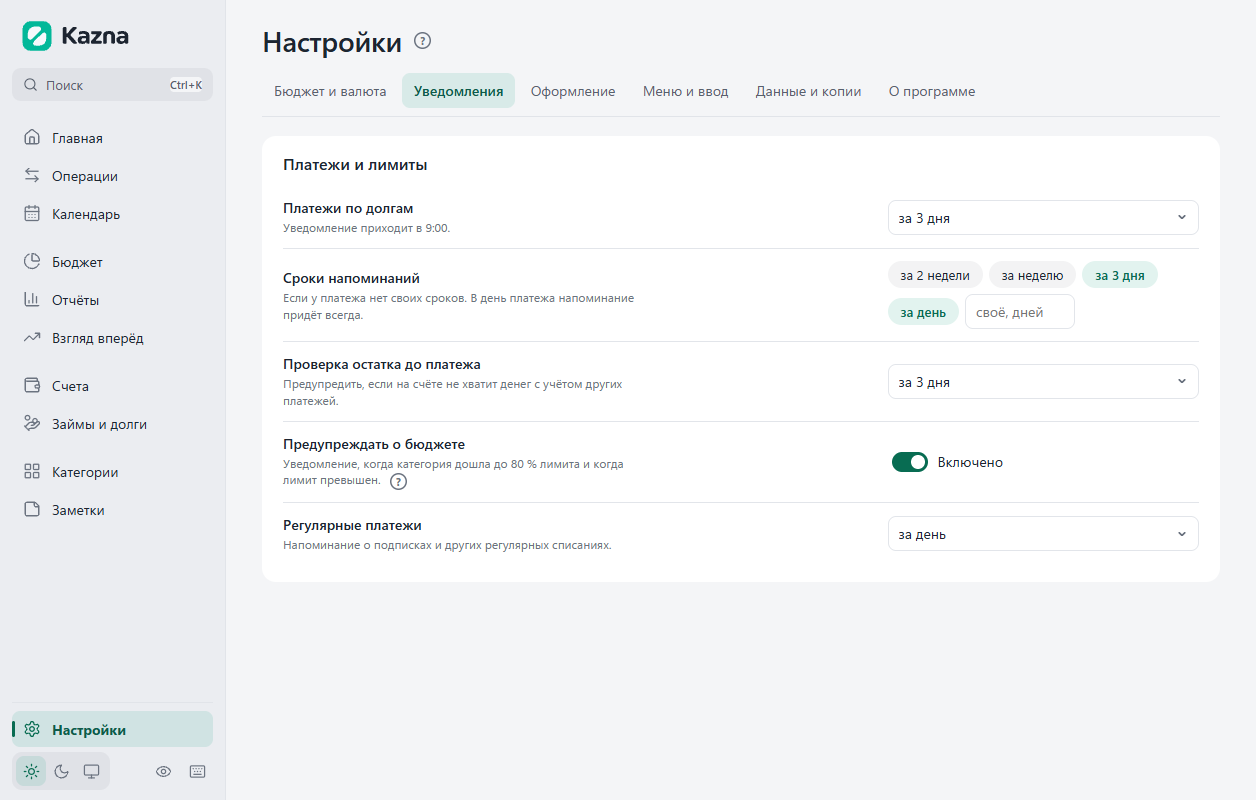 Kazna
Поиск
Ctrl+K
Главная
Операции
Календарь
Бюджет
Отчёты
Взгляд вперёд
Счета
Займы и долги
Категории
Заметки
Настройки
Настройки ?
Бюджет и валюта
Уведомления
Оформление
Меню и ввод
Данные и копии
О программе
Платежи и лимиты
Платежи по долгам
Уведомление приходит в 9:00.
за 3 дня
Сроки напоминаний
Если у платежа нет своих сроков. В день платежа напоминание
придёт всегда.
за 2 недели
за неделю
за 3 дня
за день
своё, дней
Проверка остатка до платежа
Предупредить, если на счёте не хватит денег с учётом других
платежей.
за 3 дня
Предупреждать о бюджете
Уведомление, когда категория дошла до 80 % лимита и когда
лимит превышен. ?
Включено
Регулярные платежи
Напоминание о подписках и других регулярных списаниях.
за день